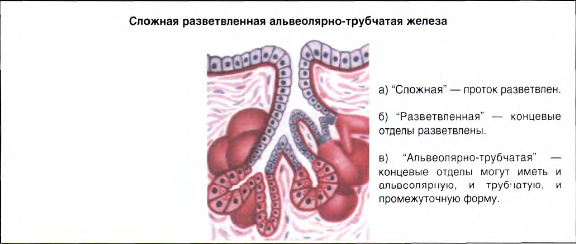 Сложная разветвленная альвеолярно-трубчатая железа
а) “Сложная” — проток разветвлен.
б) “Разветвленная” — концевые
отделы разветвлены.
в) “Альвеолярно-трубчатая” —
концевые отделы могут иметь и
альвеолярную, и трубчатую, и
промежуточную форму.